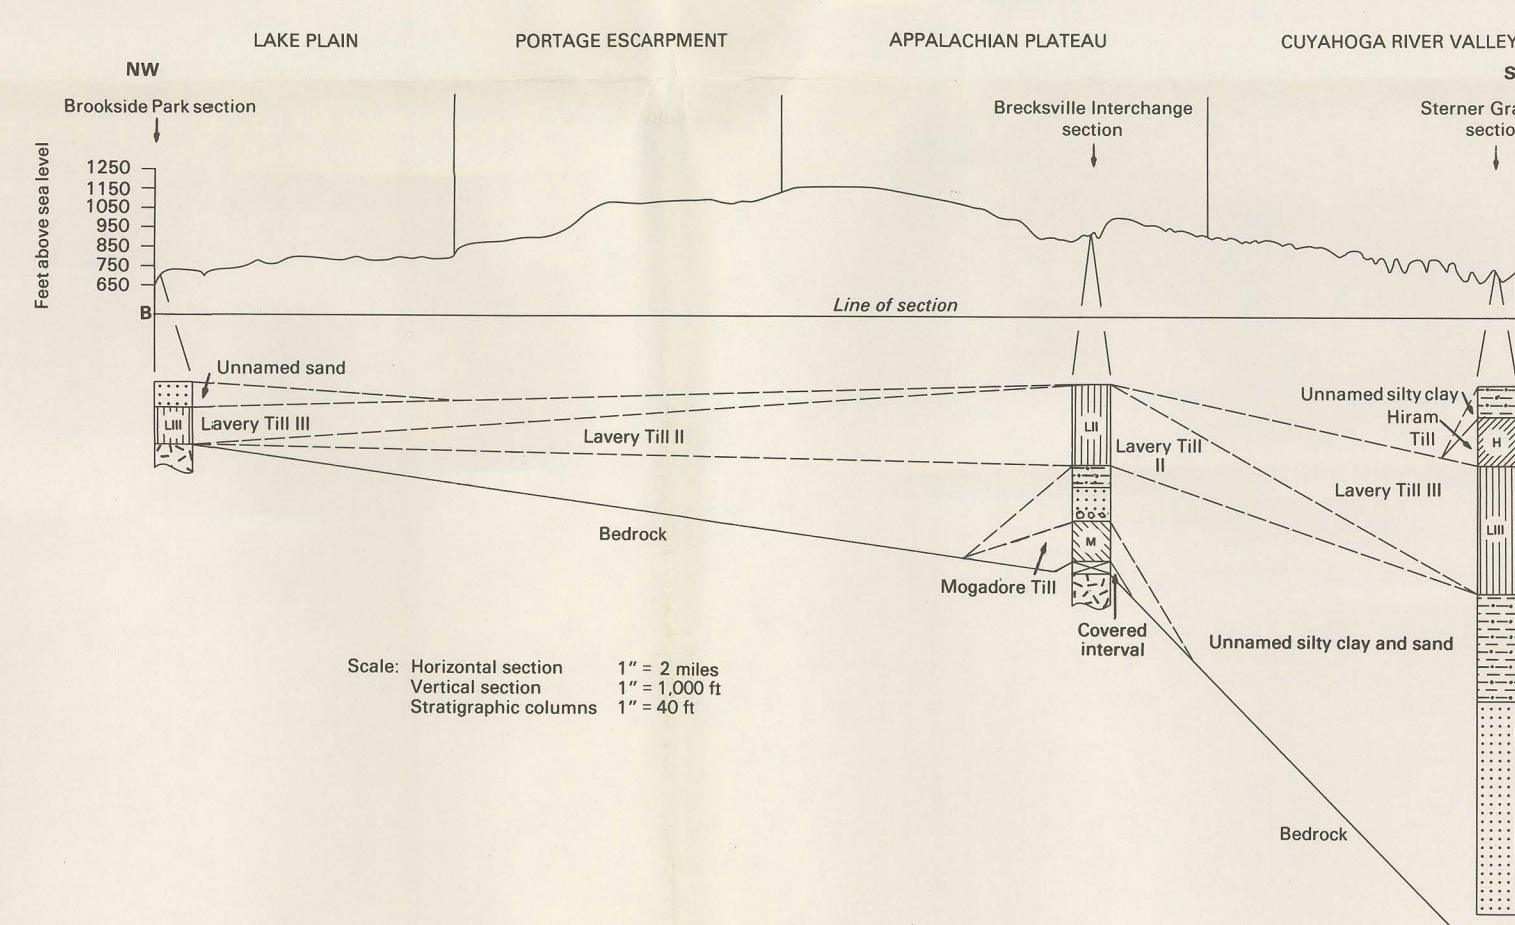 LAKE PLAIN
PORTAGE ESCARPMENT
APPALACHIAN PLATEAU
CUYAHOGA RIVER VALLEY
NW
S
Brookside Park section
Brecksville Interchange
section
Sterner Gra
sectio
Feet above sea level
1250
1150
1050
950
850
750
650
B
Line of section
Unnamed sand
LIII
Lavery Till III
Lavery Till II
LII
Lavery Till
II
Unnamed silty clay
Hiram
Till
H
Lavery Till III
LIII
Bedrock
M
Mogadore Till
Covered
interval
Unnamed silty clay and sand
Scale: Horizontal section 1" = 2 miles
Vertical section 1" = 1,000 ft
Stratigraphic columns 1" = 40 ft
Bedrock